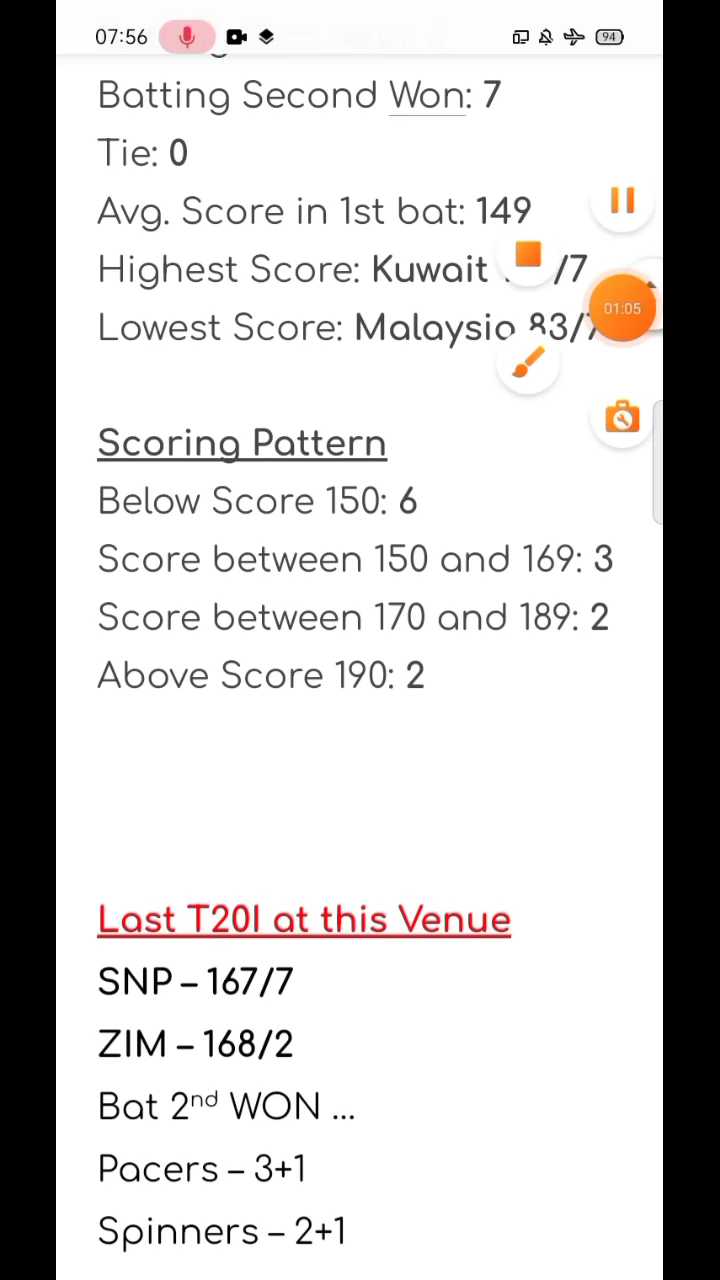 07:56
94
Batting Second Won: 7
Tie: 0
Avg. Score in 1st bat: 149
Highest Score: Kuwait /7
Lowest Score: Malaysia 83/7
01:05
Scoring Pattern
Below Score 150: 6
Score between 150 and 169: 3
Score between 170 and 189: 2
Above Score 190: 2
Last T20I at this Venue
SNP – 167/7
ZIM – 168/2
Bat 2nd WON ...
Pacers – 3+1
Spinners – 2+1